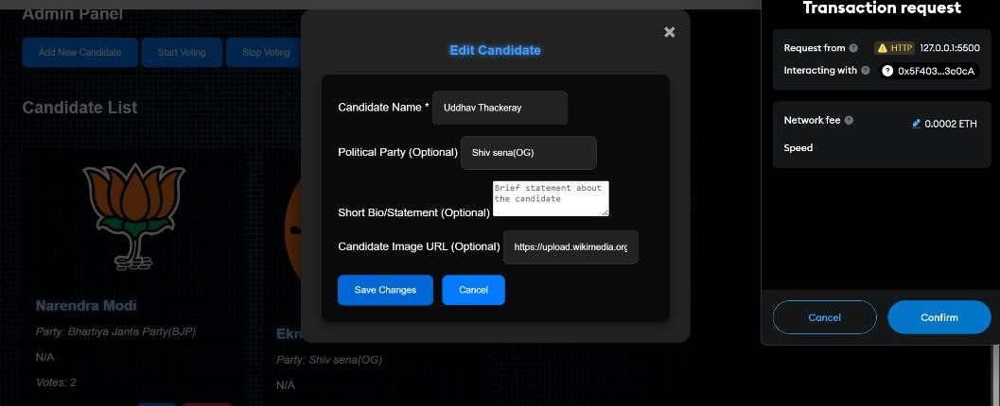 Admin Panel
Add New Candidate
Start Voting
Stop Voting
Candidate List
Narendra Modi
Party: Bhartiya Janta Party(BJP)
N/A
Votes: 2
Party: Shiv sena(OG)
N/A
×
Edit Candidate
Candidate Name * Uddhav Thackeray
Political Party (Optional) Shiv sena(OG)
Short Bio/Statement (Optional) Brief statement about
the candidate
Candidate Image URL (Optional) https://upload.wikimedia.org
Save Changes
Cancel
Transaction request
Request from ? HTTP 127.0.0.1:5500
Interacting with ? ? 0x5F403...3e0cA
Network fee ? 0.0002 ETH
Speed
Cancel
Confirm